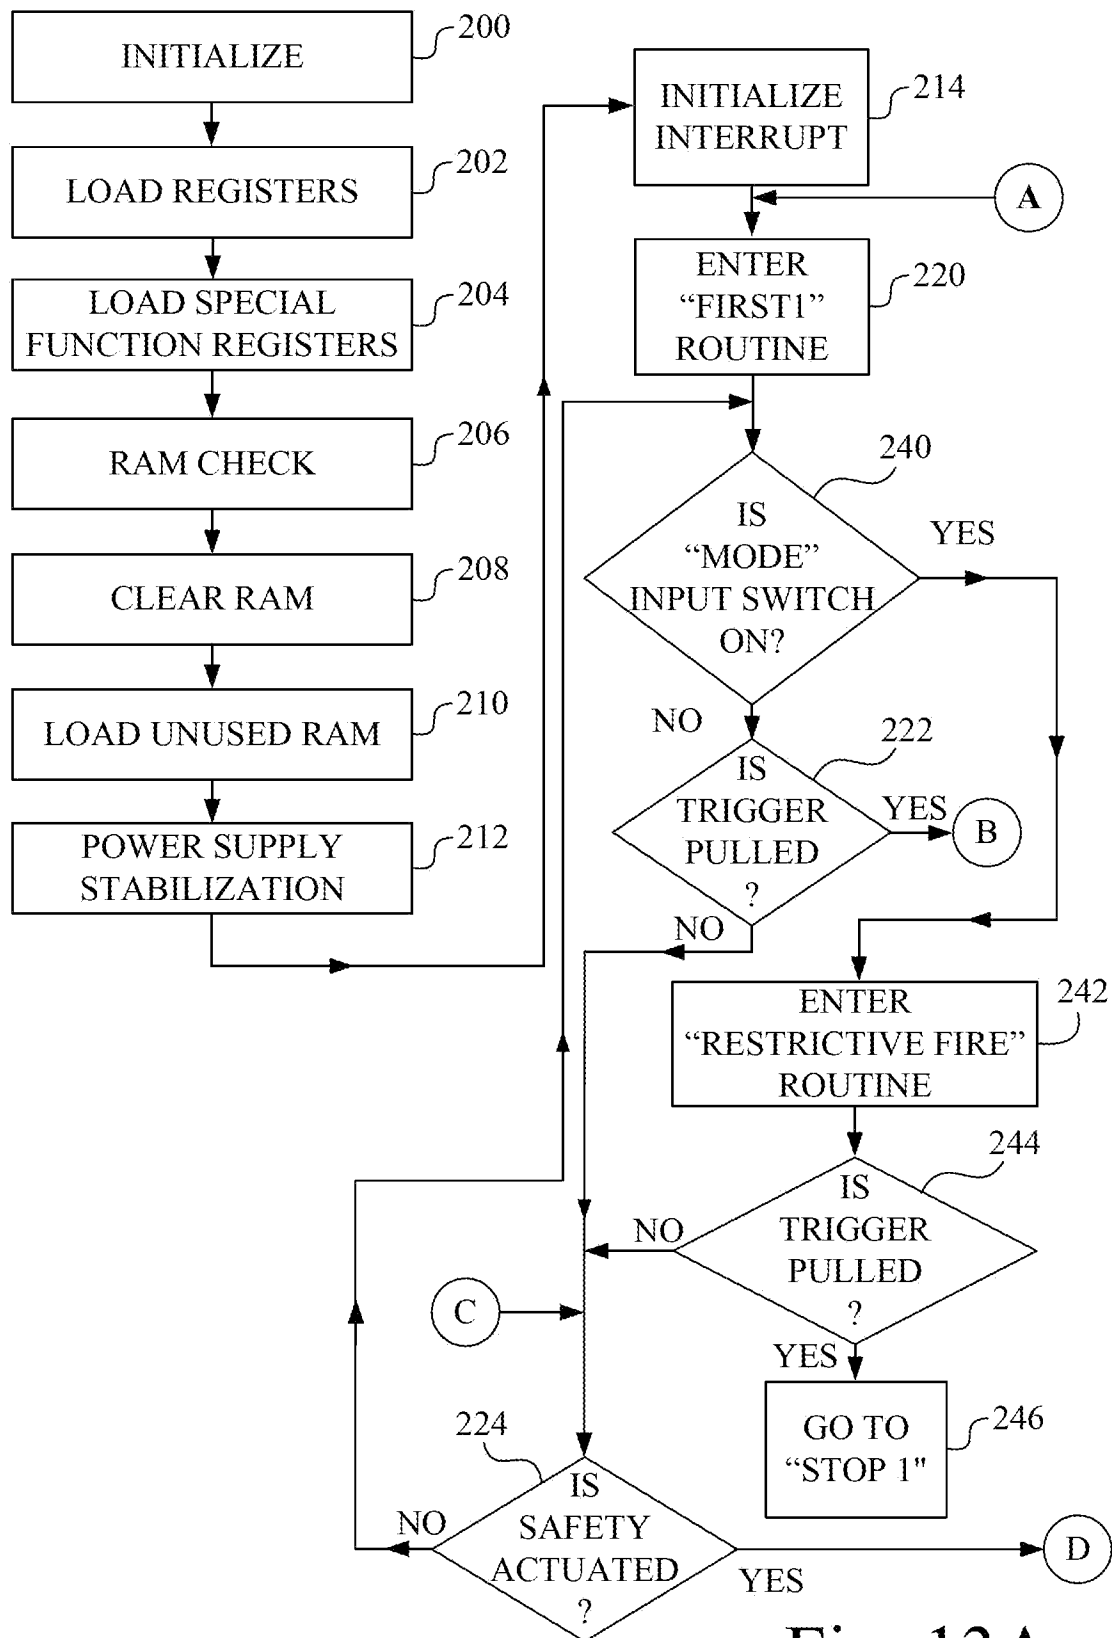 INITIALIZE
200
LOAD REGISTERS
202
LOAD SPECIAL
FUNCTION REGISTERS
204
RAM CHECK
206
CLEAR RAM
208
LOAD UNUSED RAM
210
POWER SUPPLY
STABILIZATION
212
INITIALIZE
INTERRUPT
214
A
ENTER
“FIRST1”
ROUTINE
220
IS
“MODE”
INPUT SWITCH
ON?
240
YES
NO
IS
TRIGGER
PULLED
?
222
YES
B
NO
ENTER
“RESTRICTIVE FIRE”
ROUTINE
242
IS
TRIGGER
PULLED
?
244
NO
C
YES
GO TO
“STOP 1"
246
IS
SAFETY
ACTUATED
?
224
NO
YES
D